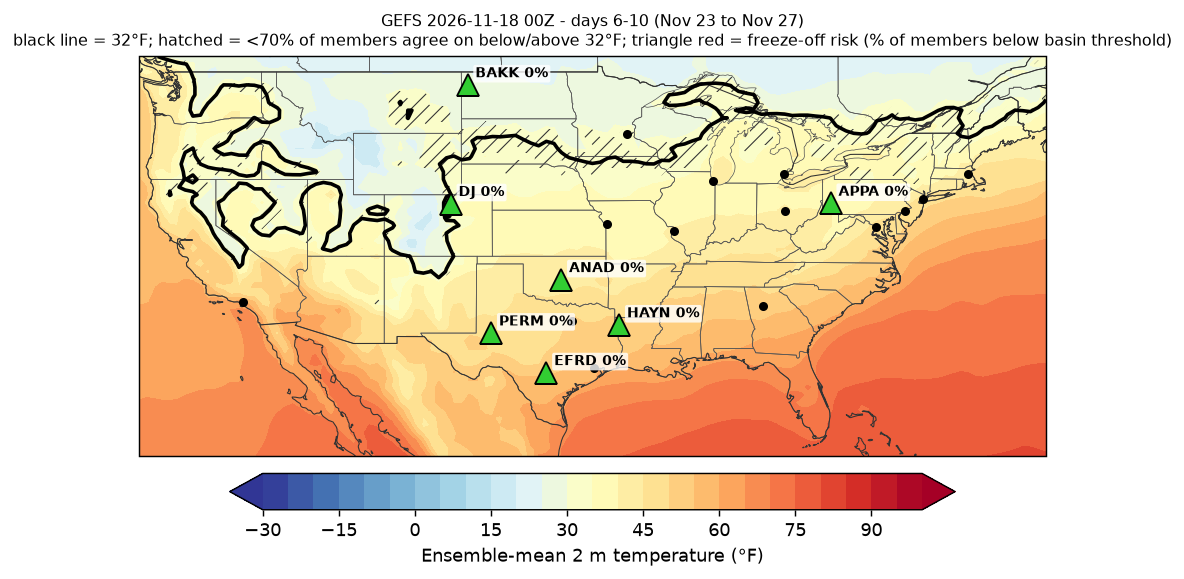 GEFS 2026-11-18 00Z - days 6-10 (Nov 23 to Nov 27)
black line = 32°F; hatched = <70% of members agree on below/above 32°F; triangle red = freeze-off risk (% of members below basin threshold)
BAKK 0%
DJ 0%
APPA 0%
ANAD 0%
HAYN 0%
PERM 0%
EFRD 0%
−30 −15 0 15 30 45 60 75 90
Ensemble-mean 2 m temperature (°F)